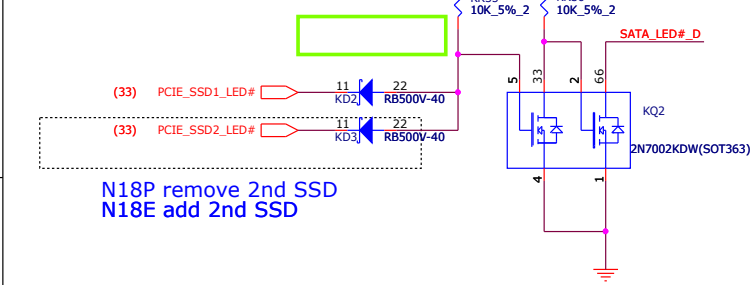 10K_5%_2
10K_5%_2
SATA_LED#_D
5
33
2
66
(33) PCIE_SSD1_LED#
11
22
KD2
RB500V-40
KQ2
(33) PCIE_SSD2_LED#
11
22
KD3
RB500V-40
2N7002KDW(SOT363)
4
1
N18P remove 2nd SSD
N18E add 2nd SSD